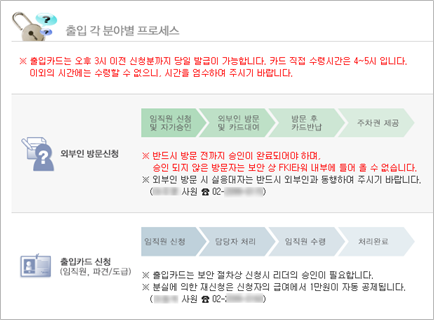 출입 각 분야별 프로세스
※ 출입카드는 오후 3시 이전 신청분까지 당일 발급이 가능합니다. 카드 직접 수령시간은 4~5시 입니다.
이외의 시간에는 수령할 수 없으니, 시간을 엄수하여 주시기 바랍니다.
외부인 방문신청
임직원 신청 및 자가승인
외부인 방문 및 카드대여
방문 후 카드반납
주차권 제공
※ 반드시 방문 전까지 승인이 완료되어야 하며,
승인 되지 않은 방문자는 보안 상 FKI타워 내부에 들어 올 수 없습니다.
※ 외부인 방문 시 실용대자는 반드시 외부인과 동행하여 주시기 바랍니다.
( 사원 ☎ 02- )
출입카드 신청
(임직원, 파견/도급)
임직원 신청
담당자 처리
임직원 수령
처리완료
※ 출입카드는 보안 절차상 신청시 리더의 승인이 필요합니다.
※ 분실에 의한 재신청은 신청자의 급여에서 1만원이 자동 공제됩니다.
( 사원 ☎ 02- )